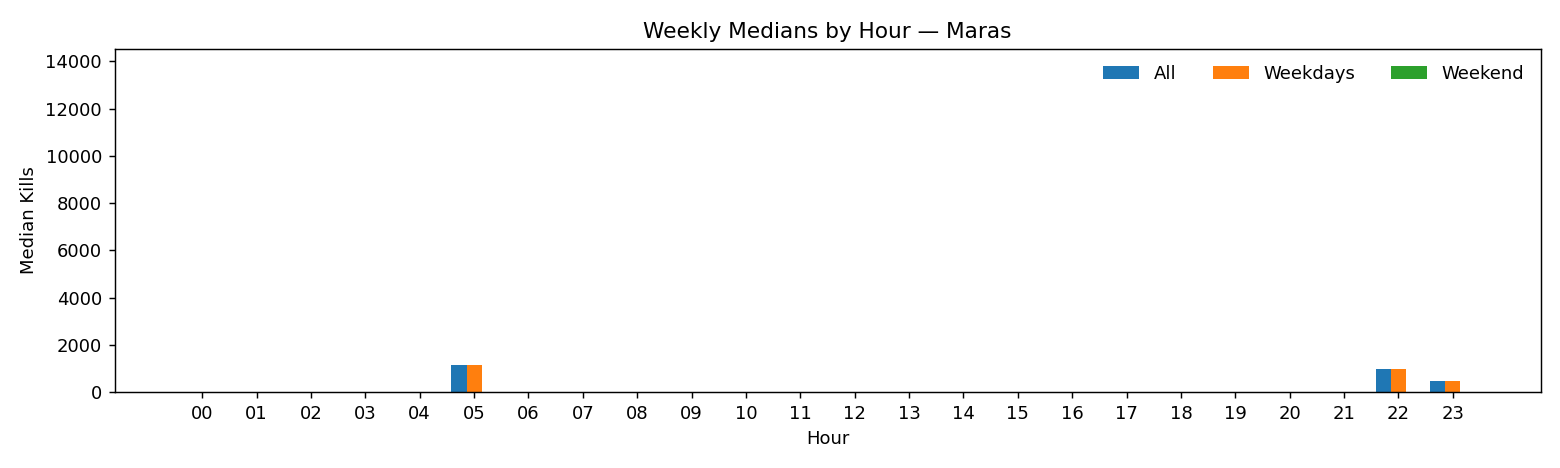 Weekly Medians by Hour — Maras
14000
12000
10000
8000
6000
4000
2000
0
Median Kills
All Weekdays Weekend
00 01 02 03 04 05 06 07 08 09 10 11 12 13 14 15 16 17 18 19 20 21 22 23
Hour